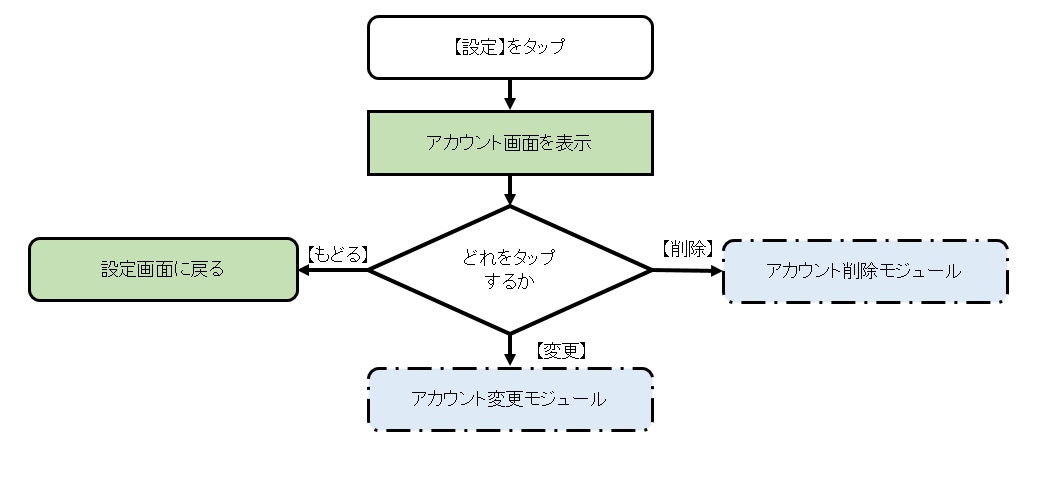 【設定】をタップ
アカウント画面を表示
どれをタップ
するか
【もどる】
設定画面に戻る
【削除】
アカウント削除モジュール
【変更】
アカウント変更モジュール